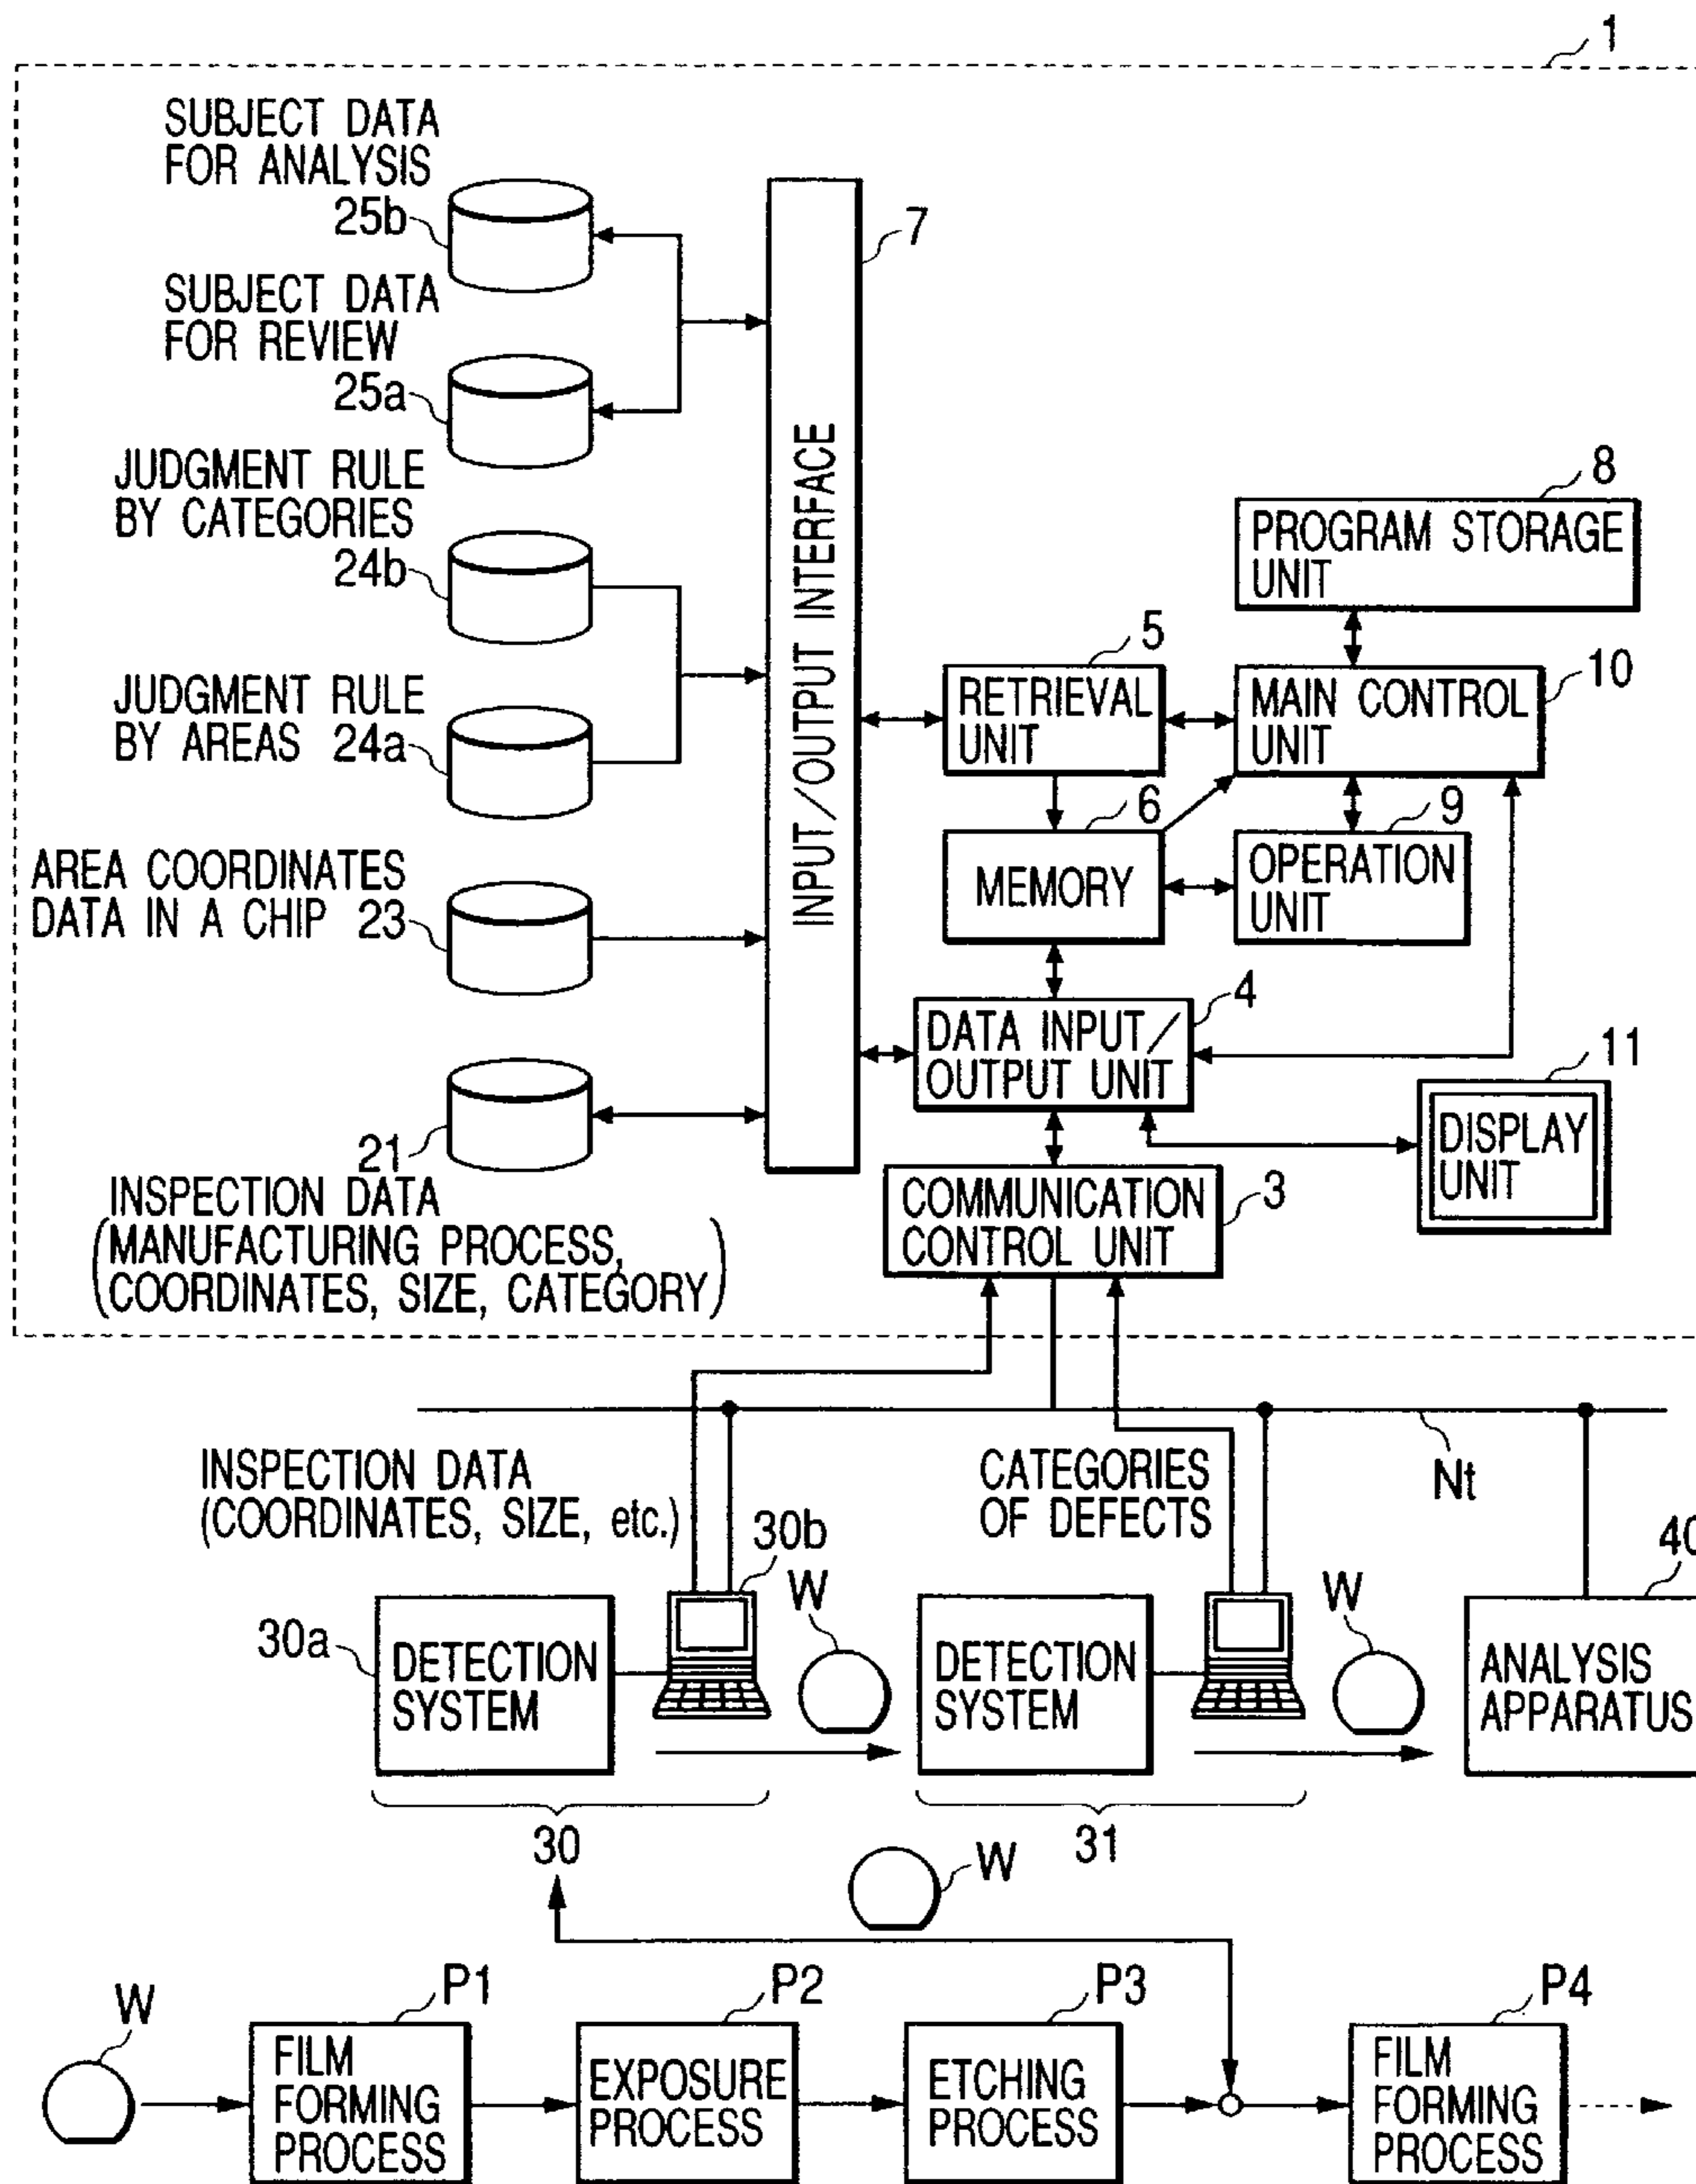 1
SUBJECT DATA
FOR ANALYSIS
25b
7
SUBJECT DATA
FOR REVIEW
25a
JUDGMENT RULE
BY CATEGORIES
24b
JUDGMENT RULE
BY AREAS 24a
AREA COORDINATES
DATA IN A CHIP 23
21
INSPECTION DATA
(MANUFACTURING PROCESS,
COORDINATES, SIZE, CATEGORY)
INPUT/OUTPUT INTERFACE
8
PROGRAM STORAGE
UNIT
5
RETRIEVAL
UNIT
10
MAIN CONTROL
UNIT
6
MEMORY
9
OPERATION
UNIT
4
DATA INPUT/
OUTPUT UNIT
11
DISPLAY
UNIT
3
COMMUNICATION
CONTROL UNIT
INSPECTION DATA
(COORDINATES, SIZE, etc.)
CATEGORIES
OF DEFECTS
Nt
30b
W
W
40
30a
DETECTION
SYSTEM
DETECTION
SYSTEM
ANALYSIS
APPARATUS
30
31
W
W
P1
P2
P3
P4
FILM
FORMING
PROCESS
EXPOSURE
PROCESS
ETCHING
PROCESS
FILM
FORMING
PROCESS